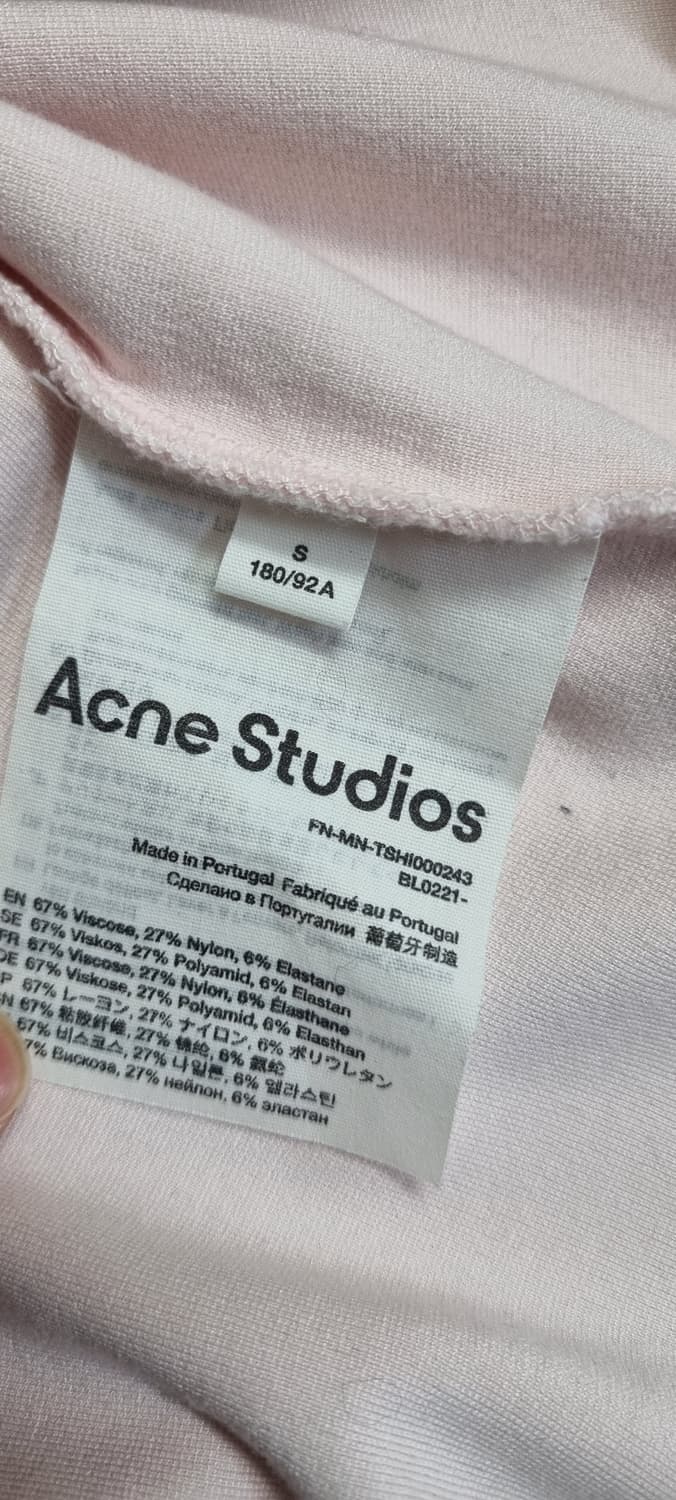 S
180/92A
Acne Studios
FN-MN-TSHI000243
BL0221-
Made in Portugal Fabriqué au Portugal
Сделано в Португалии 葡萄牙制造
EN 67% Viscose, 27% Nylon, 6% Elastane
SE 67% Viskos, 27% Polyamid, 6% Elastan
FR 67% Viscose, 27% Nylon, 6% Élasthane
DE 67% Viskose, 27% Polyamid, 6% Elasthan
P 67% レーヨン, 27% ナイロン, 6% ポリウレタン
N 67% 粘胶纤维, 27% 锦纶, 6% 氨纶
67% 비스코스, 27% 나일론, 6% 엘라스틴
7% Вискоза, 27% нейлон, 6% эластан